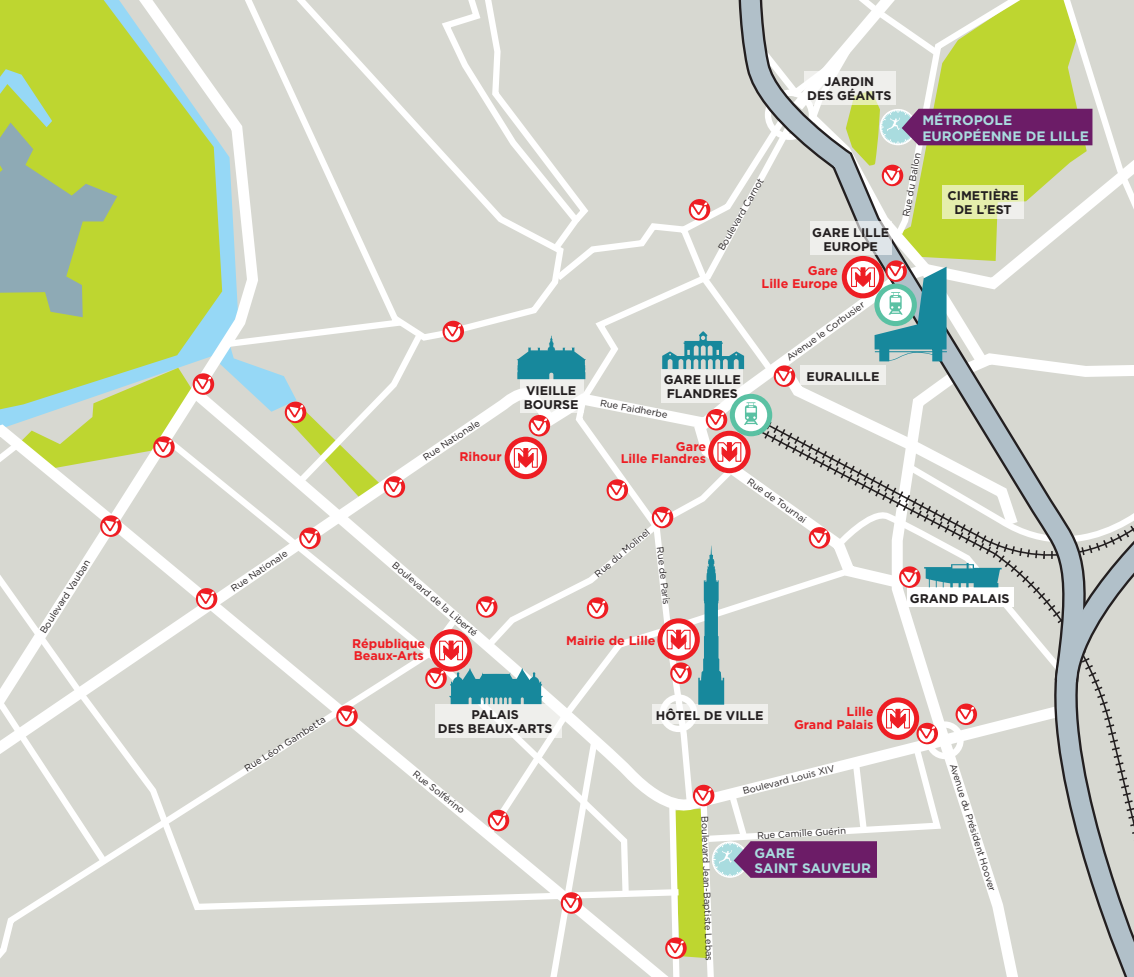 JARDIN
DES GÉANTS
MÉTROPOLE
EUROPÉENNE DE LILLE
Rue du Ballon
CIMETIÈRE
DE L'EST
Boulevard Carnot
GARE LILLE
EUROPE
Gare
Lille Europe
Avenue le Corbusier
EURALILLE
VIEILLE
BOURSE
GARE LILLE
FLANDRES
Rue Faidherbe
Rue Nationale
Rihour
Gare
Lille Flandres
Rue de Tournai
Rue du Molinel
Rue de Paris
Rue Nationale
Boulevard de la Liberté
Boulevard Vauban
GRAND PALAIS
République
Beaux-Arts
Mairie de Lille
PALAIS
DES BEAUX-ARTS
HÔTEL DE VILLE
Lille
Grand Palais
Rue Léon Gambetta
Rue Solférino
Boulevard Louis XIV
Avenue du Président Hoover
Rue Camille Guérin
Boulevard Jean-Baptiste Lebas
GARE
SAINT SAUVEUR